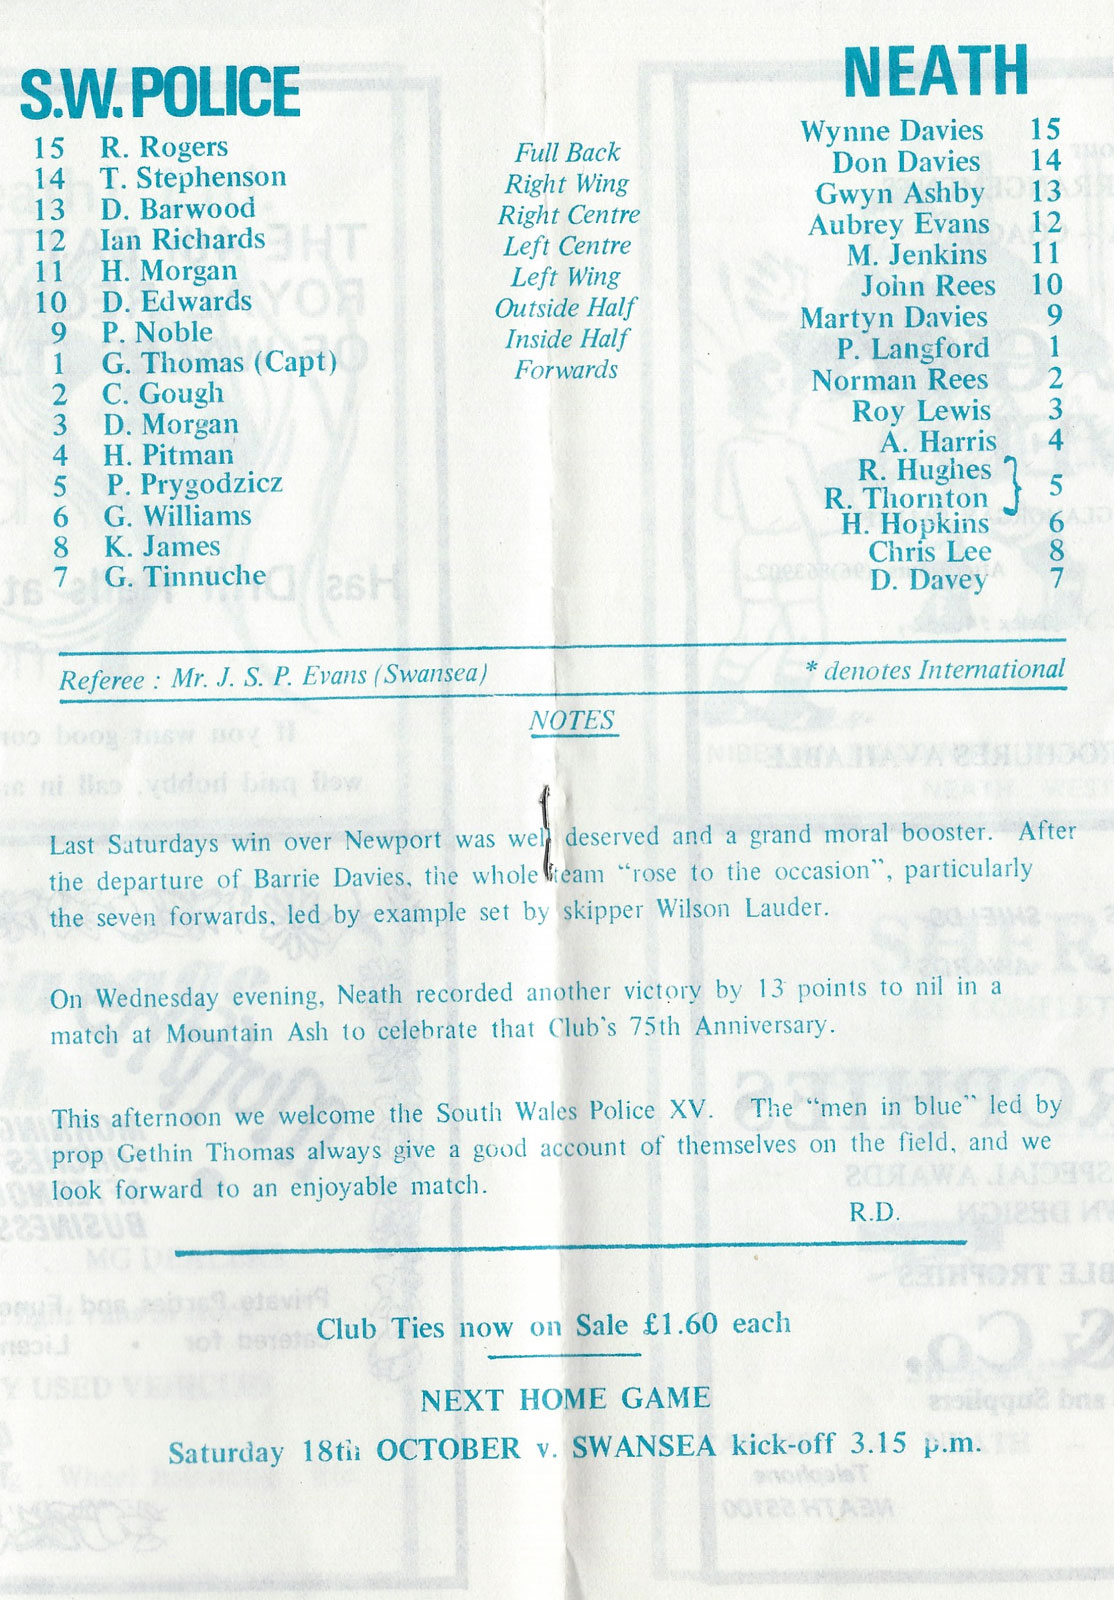 S.W. POLICE
NEATH
15 R. Rogers Full Back Wynne Davies 15
14 T. Stephenson Right Wing Don Davies 14
13 D. Barwood Right Centre Gwyn Ashby 13
12 Ian Richards Left Centre Aubrey Evans 12
11 H. Morgan Left Wing M. Jenkins 11
10 D. Edwards Outside Half John Rees 10
9 P. Noble Inside Half Martyn Davies 9
1 G. Thomas (Capt) Forwards P. Langford 1
2 C. Gough Norman Rees 2
3 D. Morgan Roy Lewis 3
4 H. Pitman A. Harris 4
5 P. Prygodzicz R. Hughes } 5
R. Thornton
6 G. Williams H. Hopkins 6
8 K. James Chris Lee 8
7 G. Tinnuche D. Davey 7
Referee : Mr. J. S. P. Evans (Swansea) * denotes International
NOTES
Last Saturdays win over Newport was well deserved and a grand moral booster. After
the departure of Barrie Davies, the whole team "rose to the occasion", particularly
the seven forwards, led by example set by skipper Wilson Lauder.
On Wednesday evening, Neath recorded another victory by 13 points to nil in a
match at Mountain Ash to celebrate that Club's 75th Anniversary.
This afternoon we welcome the South Wales Police XV. The "men in blue" led by
prop Gethin Thomas always give a good account of themselves on the field, and we
look forward to an enjoyable match.
R.D.
Club Ties now on Sale £1.60 each
NEXT HOME GAME
Saturday 18th OCTOBER v. SWANSEA kick-off 3.15 p.m.